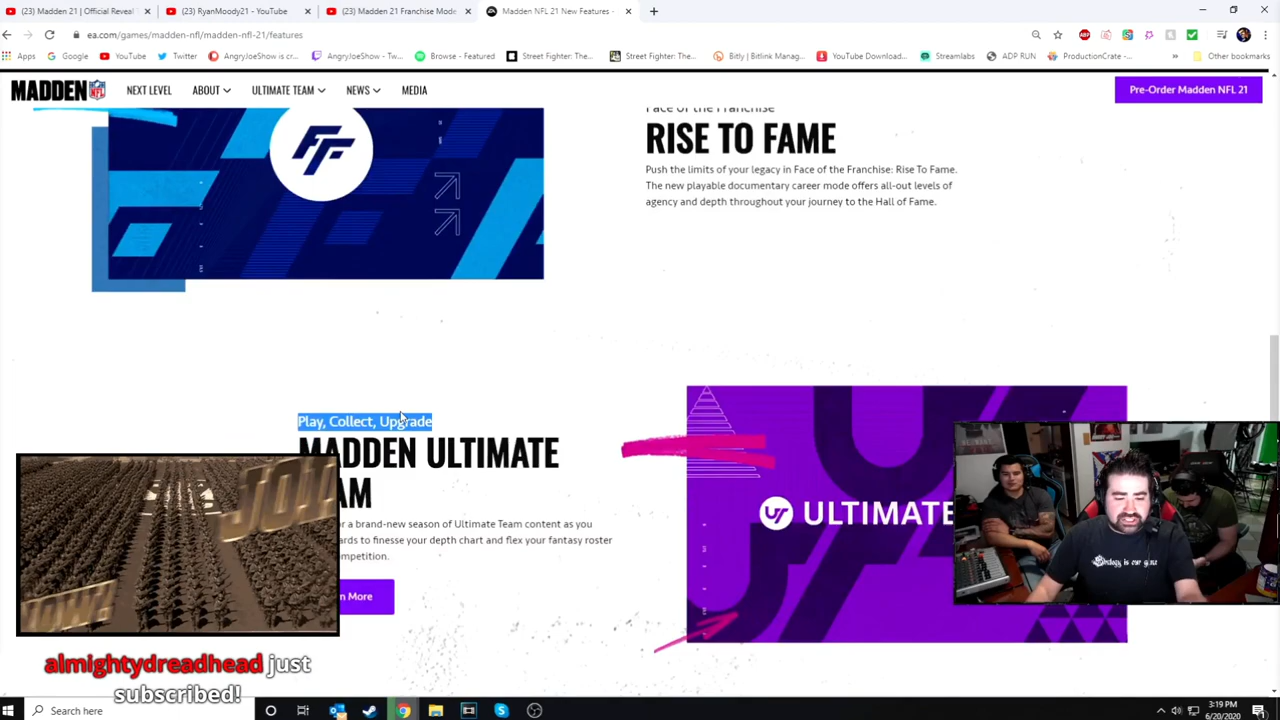 (23) Madden 21 | Official Reveal
(23) RyanMoody21 - YouTube
(23) Madden 21 Franchise Mode
Madden NFL 21 New Features -
ea.com/games/madden-nfl/madden-nfl-21/features
Apps
Google
YouTube
Twitter
AngryJoeShow is cr...
AngryJoeShow - Tw...
Browse - Featured
Street Fighter: The...
Street Fighter: The...
Bitly | Bitlink Manag...
YouTube Download...
Streamlabs
ADP RUN
ProductionCrate -...
»
Other bookmarks
MADDEN NFL
NEXT LEVEL
ABOUT
ULTIMATE TEAM
NEWS
MEDIA
Pre-Order Madden NFL 21
Face of the Franchise
RISE TO FAME
Push the limits of your legacy in Face of the Franchise: Rise To Fame.
The new playable documentary career mode offers all-out levels of
agency and depth throughout your journey to the Hall of Fame.
Play, Collect, Upgrade
MADDEN ULTIMATE
AM
or a brand-new season of Ultimate Team content as you
ards to finesse your depth chart and flex your fantasy roster
mpetition.
n More
UT ULTIMATE
almightydreadhead just
subscribed!
Search here
3:19 PM
6/20/2020